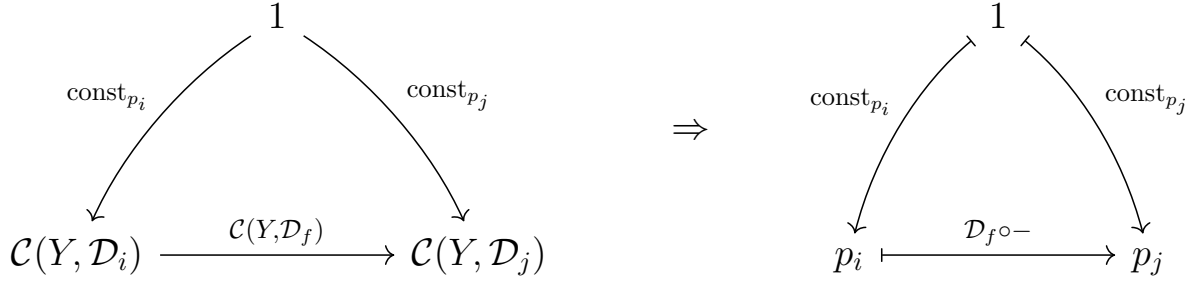 1 1
const_{p_i} const_{p_j} ⇒ const_{p_i} const_{p_j}
𝒞(Y,𝒟_f) 𝒟_f∘−
𝒞(Y, 𝒟_i) 𝒞(Y, 𝒟_j) p_i p_j